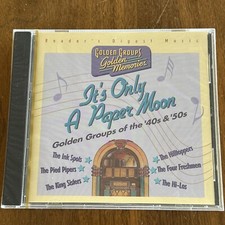 Reader's Digest Music
Golden Groups
Golden Memories
It's Only
A Paper Moon
Golden Groups of the '40s & '50s
The Ink Spots
The Hilltoppers
The Pied Pipers
The Four Freshmen
The King Sisters
The Hi-Los